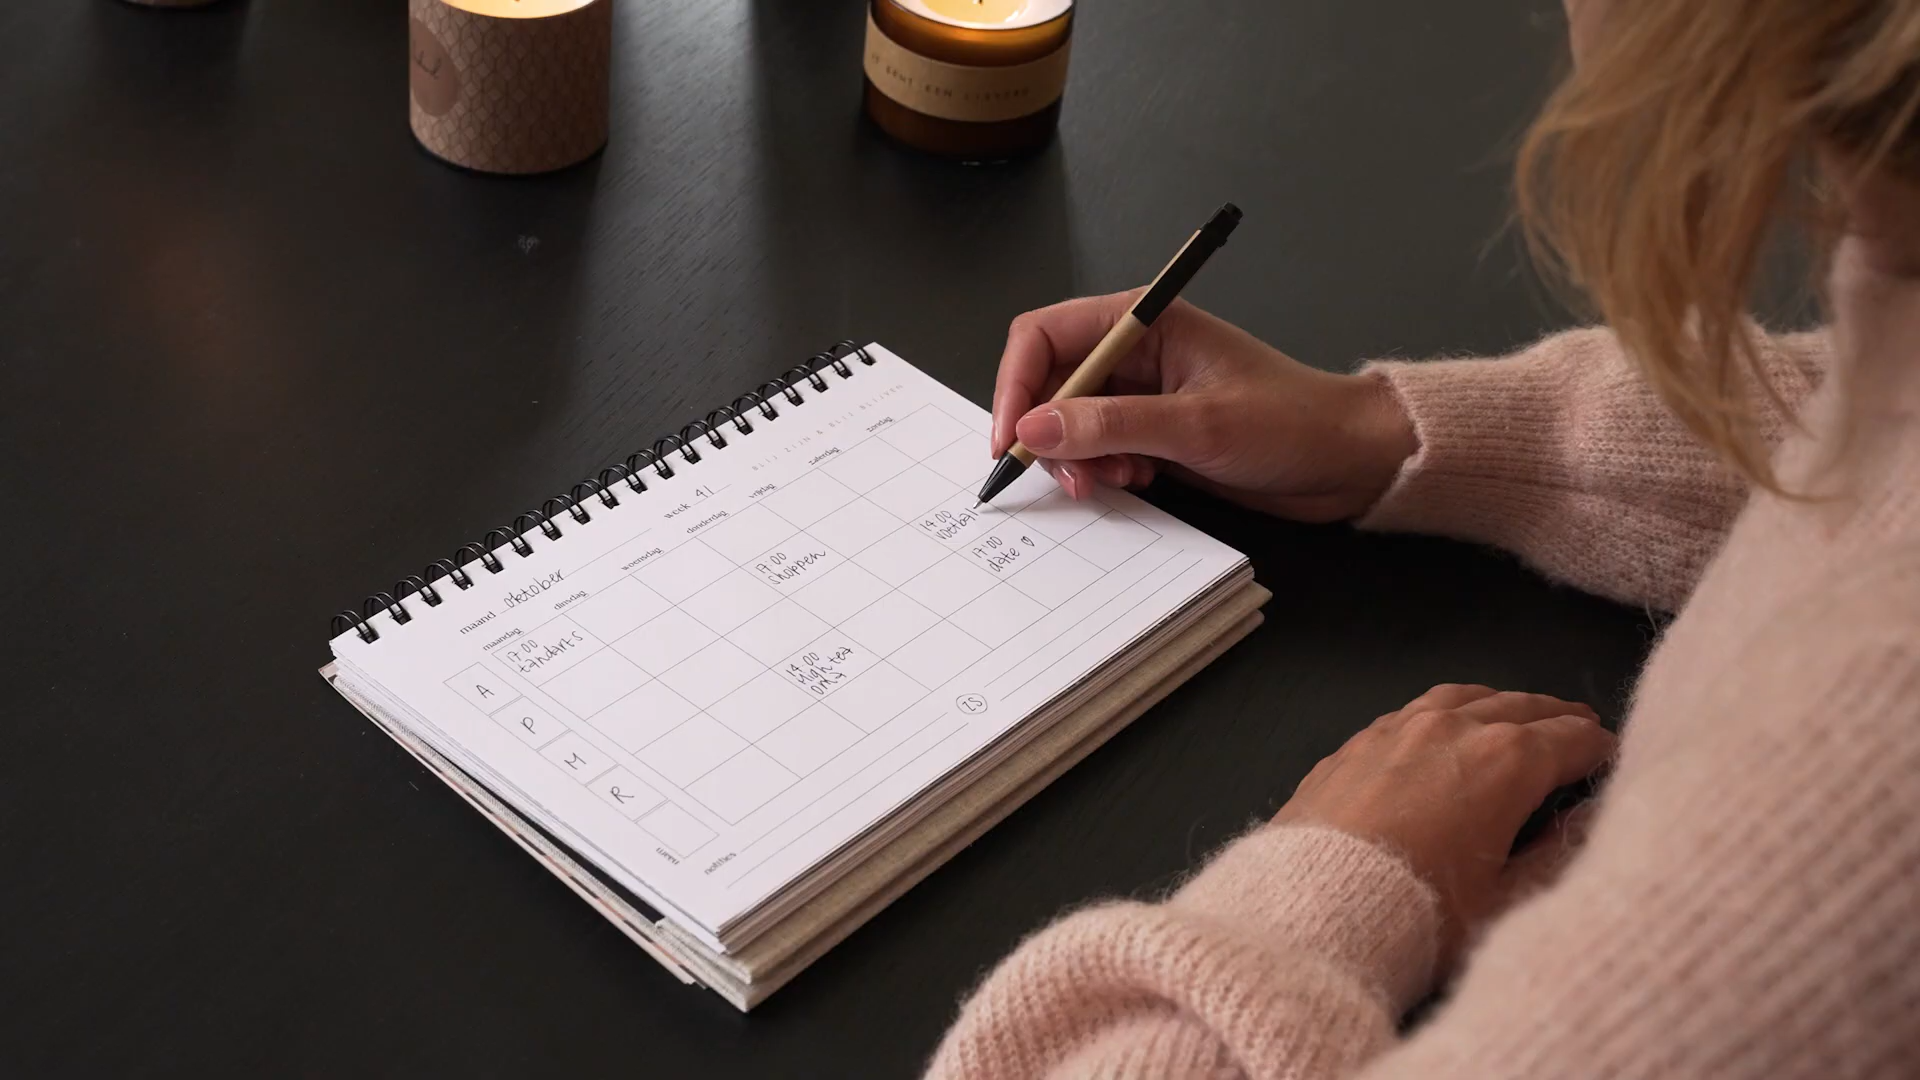 BLIJ ZIJN & BLIJ BLIJVEN
maand oktober
week 41
maandag
dinsdag
woensdag
donderdag
vrijdag
zaterdag
zondag
A
17.00
tandarts
17.00
shoppen
14.00
voetbal
P
17.00
date
M
14.00
High tea
oma
R
notities
ZS